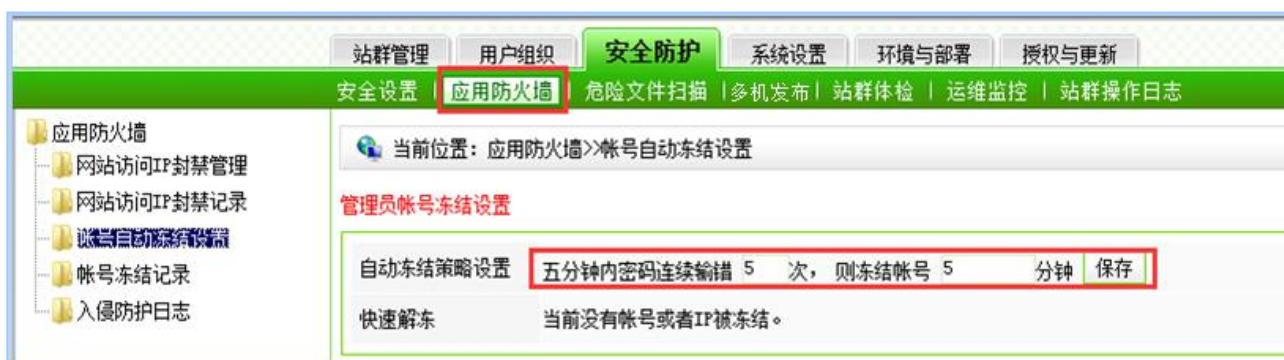 站群管理 用户组织 安全防护 系统设置 环境与部署 授权与更新
安全设置 | 应用防火墙 | 危险文件扫描 | 多机发布 | 站群体检 | 运维监控 | 站群操作日志
应用防火墙
网站访问IP封禁管理
网站访问IP封禁记录
账号自动冻结设置
帐号冻结记录
入侵防护日志
当前位置：应用防火墙>>帐号自动冻结设置
管理员帐号冻结设置
自动冻结策略设置 五分钟内密码连续输错 5 次，则冻结帐号 5 分钟 保存
快速解冻 当前没有帐号或者IP被冻结。